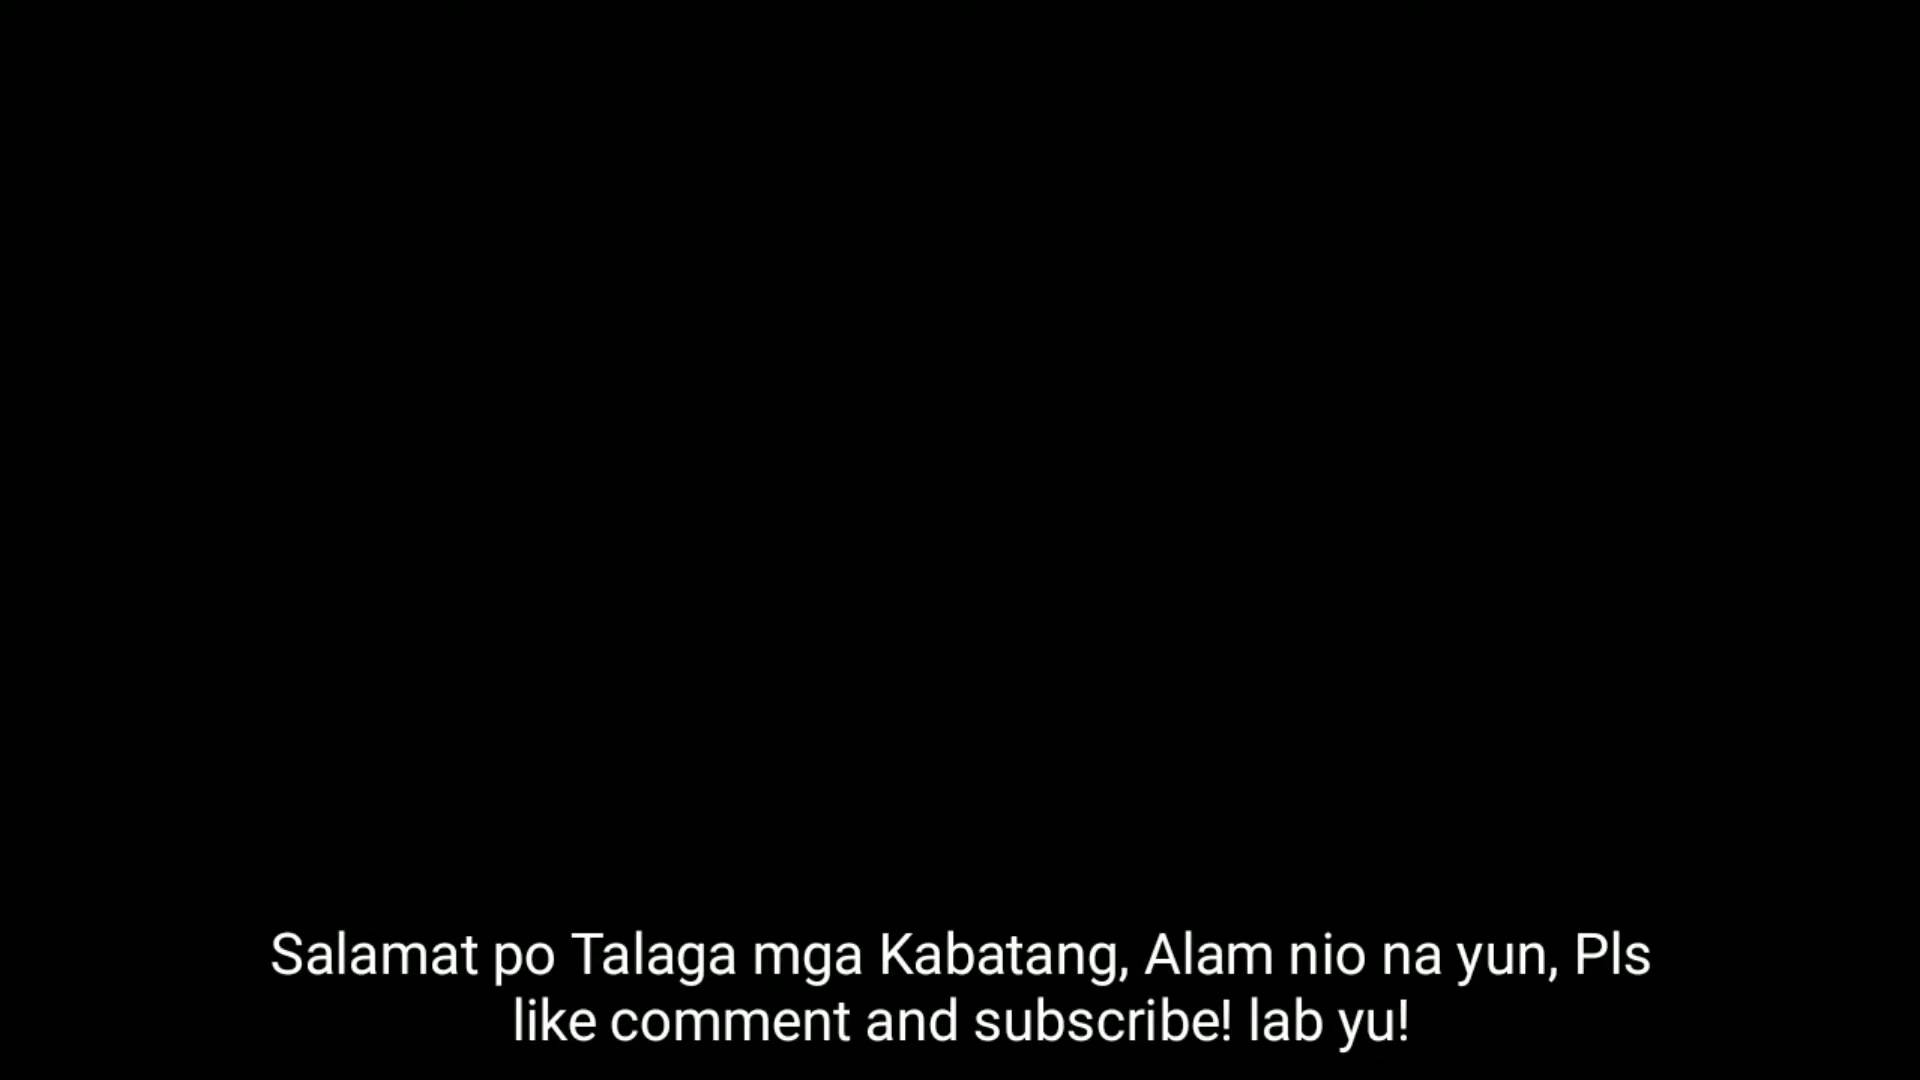 Salamat po Talaga mga Kabatang, Alam nio na yun, Pls
like comment and subscribe! lab yu!